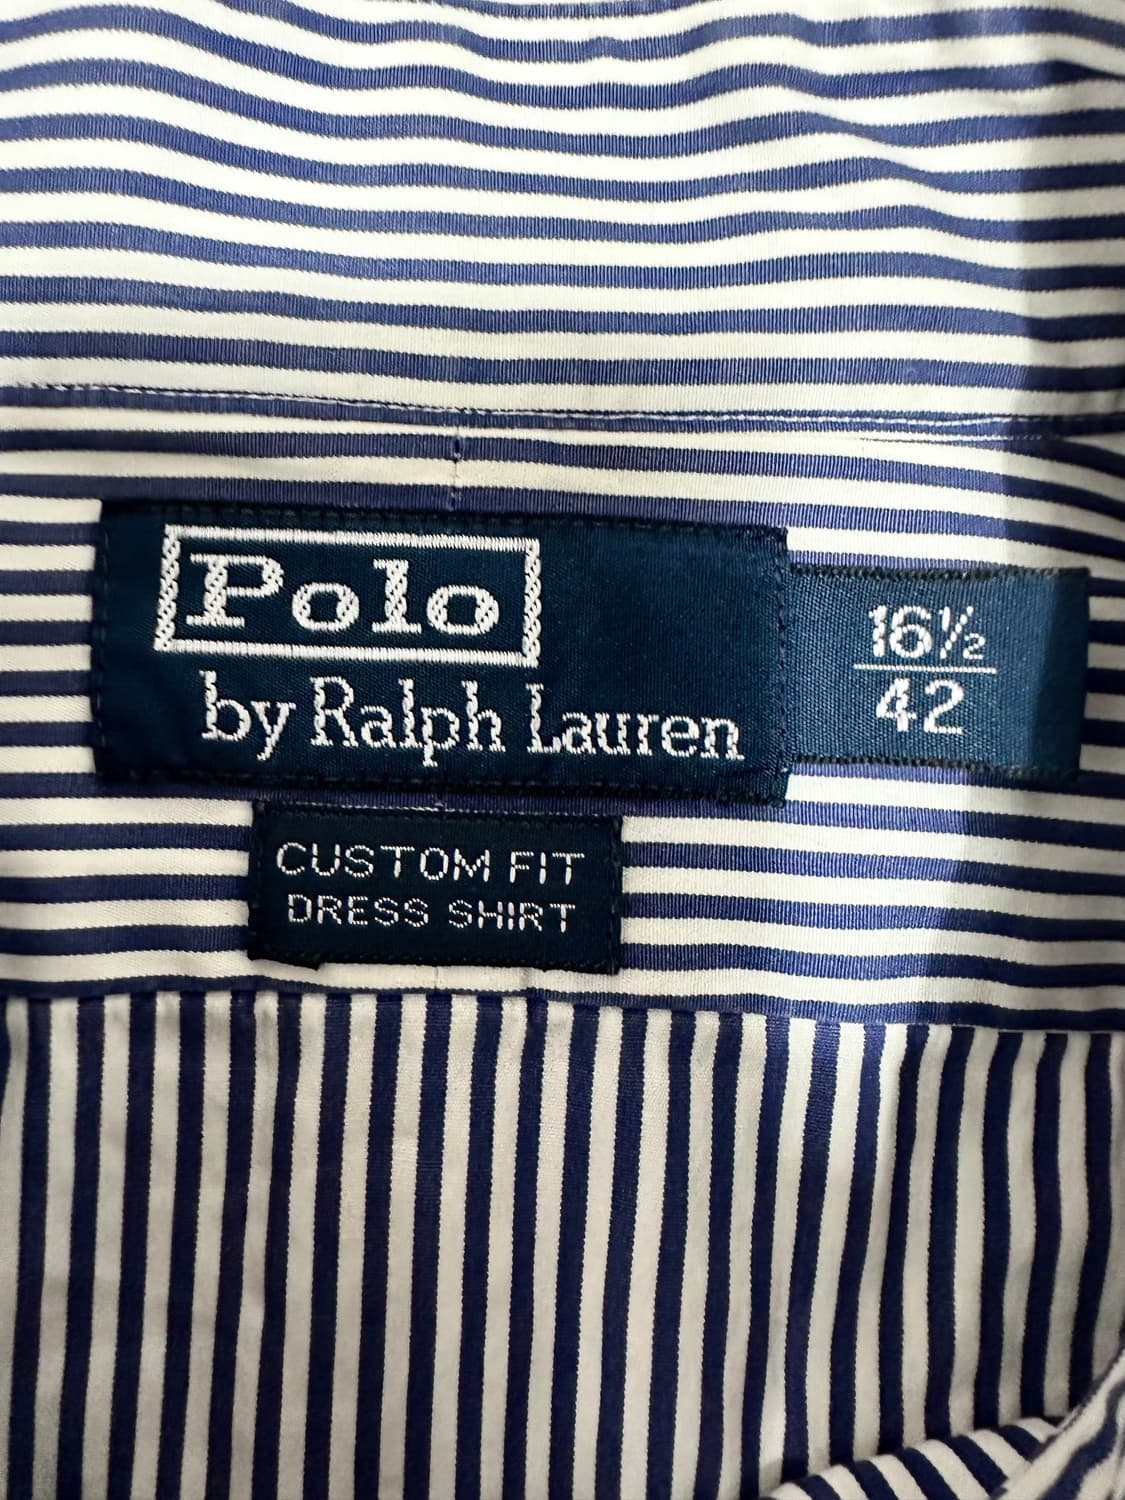 Polo
by Ralph Lauren
16½
42
CUSTOM FIT
DRESS SHIRT